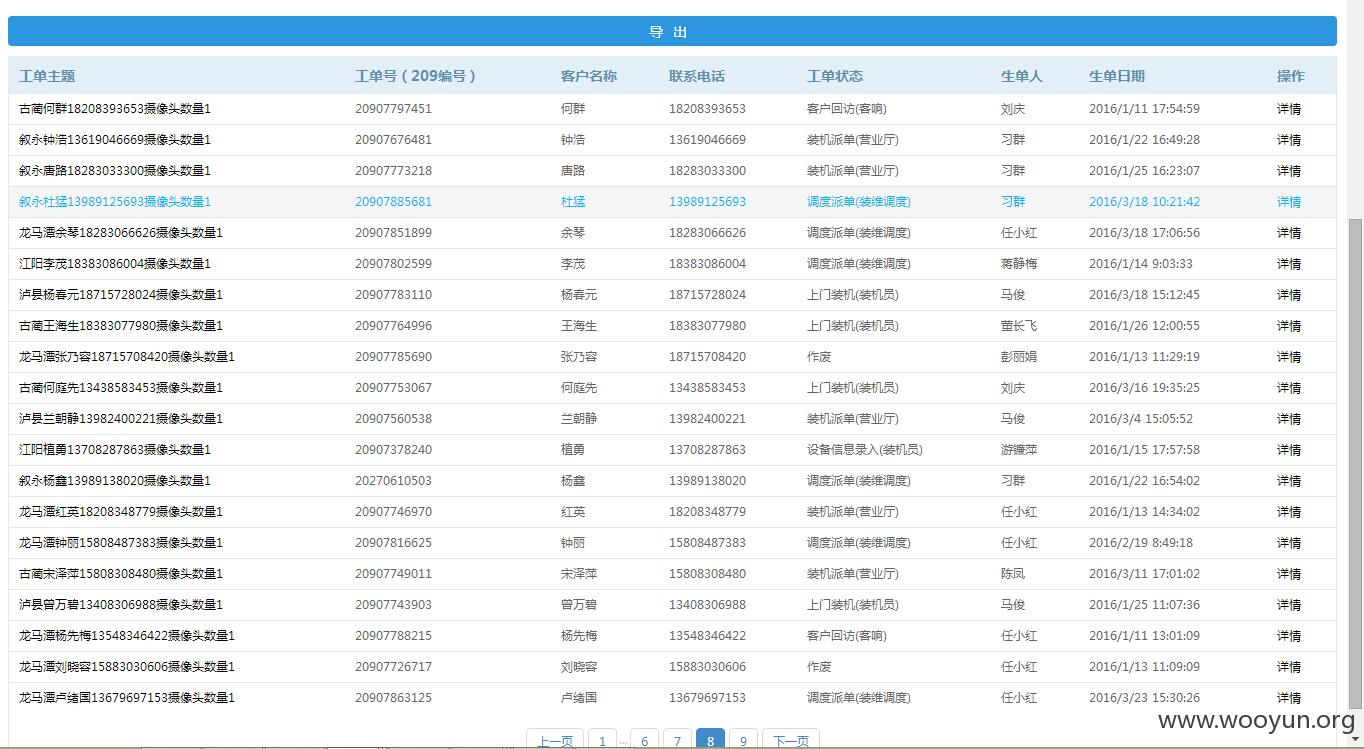 导 出
工单主题 工单号（209编号） 客户名称 联系电话 工单状态 生单人 生单日期 操作
古蔺何群18208393653摄像头数量1 20907797451 何群 18208393653 客户回访(客响) 刘庆 2016/1/11 17:54:59 详情
叙永钟浩13619046669摄像头数量1 20907676481 钟浩 13619046669 装机派单(营业厅) 习群 2016/1/22 16:49:28 详情
叙永唐路18283033300摄像头数量1 20907773218 唐路 18283033300 装机派单(营业厅) 习群 2016/1/25 16:23:07 详情
叙永杜猛13989125693摄像头数量1 20907885681 杜猛 13989125693 调度派单(装维调度) 习群 2016/3/18 10:21:42 详情
龙马潭余琴18283066626摄像头数量1 20907851899 余琴 18283066626 调度派单(装维调度) 任小红 2016/3/18 17:06:56 详情
江阳李茂18383086004摄像头数量1 20907802599 李茂 18383086004 调度派单(装维调度) 蒋静梅 2016/1/14 9:03:33 详情
泸县杨春元18715728024摄像头数量1 20907783110 杨春元 18715728024 上门装机(装机员) 马俊 2016/3/18 15:12:45 详情
古蔺王海生18383077980摄像头数量1 20907764996 王海生 18383077980 上门装机(装机员) 董长飞 2016/1/26 12:00:55 详情
龙马潭张乃容18715708420摄像头数量1 20907785690 张乃容 18715708420 作废 彭丽娟 2016/1/13 11:29:19 详情
古蔺何庭先13438583453摄像头数量1 20907753067 何庭先 13438583453 上门装机(装机员) 刘庆 2016/3/16 19:35:25 详情
泸县兰朝静13982400221摄像头数量1 20907560538 兰朝静 13982400221 装机派单(营业厅) 马俊 2016/3/4 15:05:52 详情
江阳植勇13708287863摄像头数量1 20907378240 植勇 13708287863 设备信息录入(装机员) 游镰萍 2016/1/15 17:57:58 详情
叙永杨鑫13989138020摄像头数量1 20270610503 杨鑫 13989138020 调度派单(装维调度) 习群 2016/1/22 16:54:02 详情
龙马潭红英18208348779摄像头数量1 20907746970 红英 18208348779 装机派单(营业厅) 任小红 2016/1/13 14:34:02 详情
龙马潭钟丽15808487383摄像头数量1 20907816625 钟丽 15808487383 调度派单(装维调度) 任小红 2016/2/19 8:49:18 详情
古蔺宋泽萍15808308480摄像头数量1 20907749011 宋泽萍 15808308480 装机派单(营业厅) 陈凤 2016/3/11 17:01:02 详情
泸县曾万碧13408306988摄像头数量1 20907743903 曾万碧 13408306988 上门装机(装机员) 马俊 2016/1/25 11:07:36 详情
龙马潭杨先梅13548346422摄像头数量1 20907788215 杨先梅 13548346422 客户回访(客响) 任小红 2016/1/11 13:01:09 详情
龙马潭刘晓容15883030606摄像头数量1 20907726717 刘晓容 15883030606 作废 任小红 2016/1/13 11:09:09 详情
龙马潭卢绪国13679697153摄像头数量1 20907863125 卢绪国 13679697153 调度派单(装维调度) 任小红 2016/3/23 15:30:26 详情
www.wooyun.org
上一页 1 ... 6 7 8 9 下一页